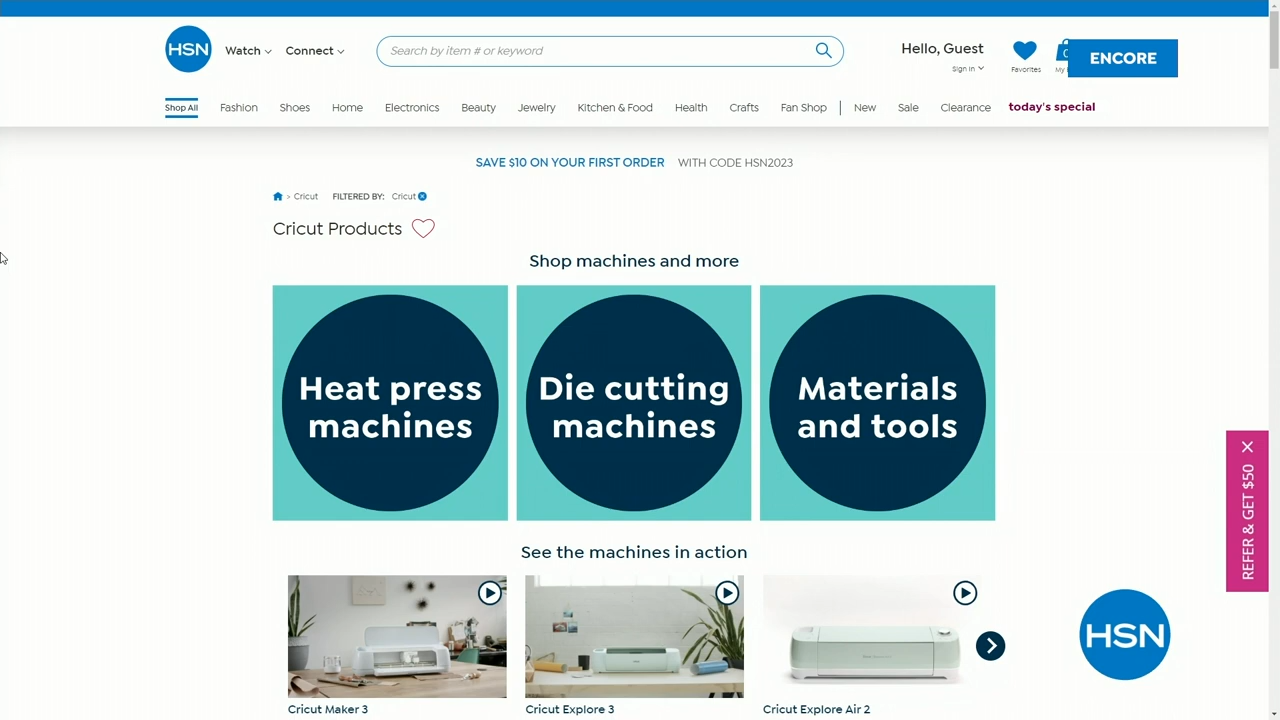 HSN
Watch
Connect
Search by item # or keyword
Hello, Guest
Sign In
Favorites
My
ENCORE
Shop All
Fashion
Shoes
Home
Electronics
Beauty
Jewelry
Kitchen & Food
Health
Crafts
Fan Shop
New
Sale
Clearance
today's special
SAVE $10 ON YOUR FIRST ORDER WITH CODE HSN2023
> Cricut FILTERED BY: Cricut
Cricut Products
Shop machines and more
Heat press
machines
Die cutting
machines
Materials
and tools
See the machines in action
Cricut Maker 3
Cricut Explore 3
Cricut Explore Air 2
REFER & GET $50
HSN